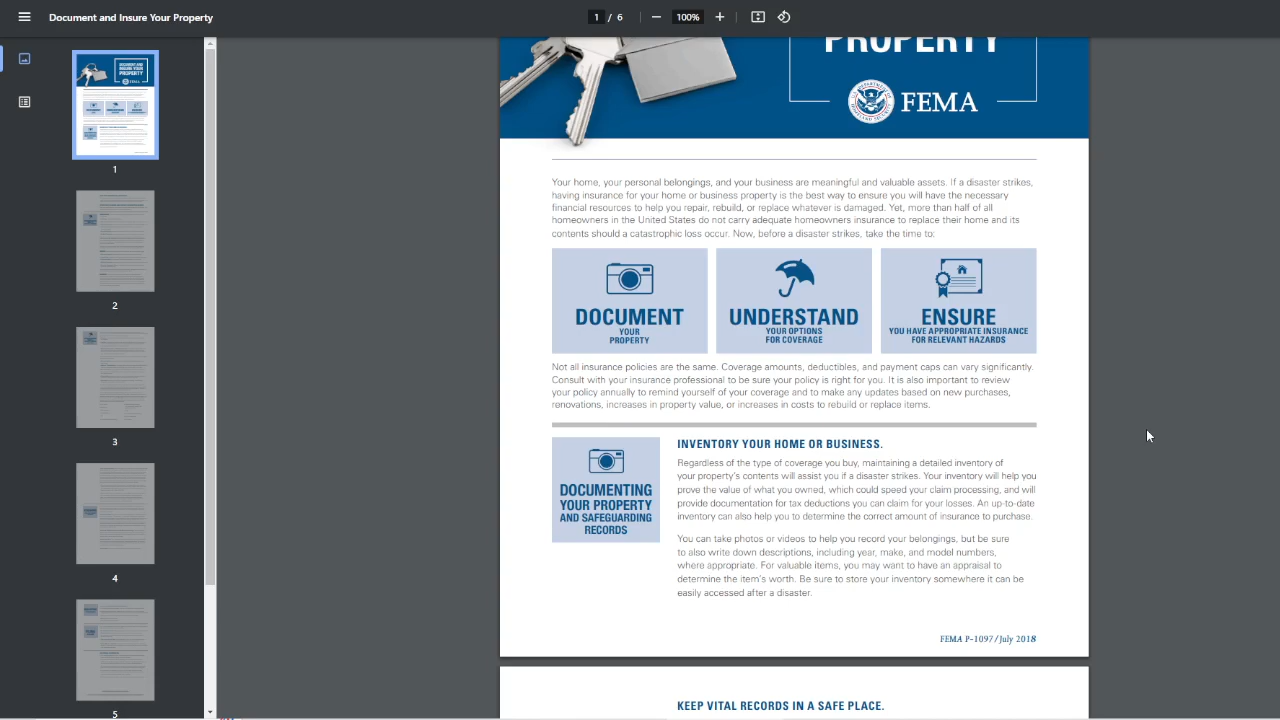 Document and Insure Your Property
1 / 6
100%
1
2
3
4
5
PROPERTY
FEMA
Your home, your personal belongings, and your business are meaningful and valuable assets. If a disaster strikes,
having insurance for your home or business property is the best way to ensure you will have the necessary
financial resources to help you repair, rebuild, or replace whatever is damaged. Yet, more than half of all
homeowners in the United States do not carry adequate homeowners insurance to replace their home and its
contents should a catastrophic loss occur. Now, before a disaster strikes, take the time to:
DOCUMENT
YOUR
PROPERTY
UNDERSTAND
YOUR OPTIONS
FOR COVERAGE
ENSURE
YOU HAVE APPROPRIATE INSURANCE
FOR RELEVANT HAZARDS
Not all insurance policies are the same. Coverage amounts, deductibles, and payment caps can vary significantly.
Consult with your insurance professional to be sure your policy is right for you. It is also important to review
your policy annually to remind yourself of your coverage and to make any updates based on new purchases,
renovations, increases in property value, or increases in costs to rebuild or replace items.
DOCUMENTING
YOUR PROPERTY
AND SAFEGUARDING
RECORDS
INVENTORY YOUR HOME OR BUSINESS.
Regardless of the type of coverage you buy, maintaining a detailed inventory of
your property's contents will assist you if a disaster strikes. Your inventory will help you
prove the value of what you owned, which could speed your claim processing, and will
provide documentation for tax deductions you can claim for your losses. An up-to-date
inventory can also help you to determine the correct amount of insurance to purchase.
You can take photos or videos to help you record your belongings, but be sure
to also write down descriptions, including year, make, and model numbers,
where appropriate. For valuable items, you may want to have an appraisal to
determine the item's worth. Be sure to store your inventory somewhere it can be
easily accessed after a disaster.
FEMA P-1097/July 2018
KEEP VITAL RECORDS IN A SAFE PLACE.